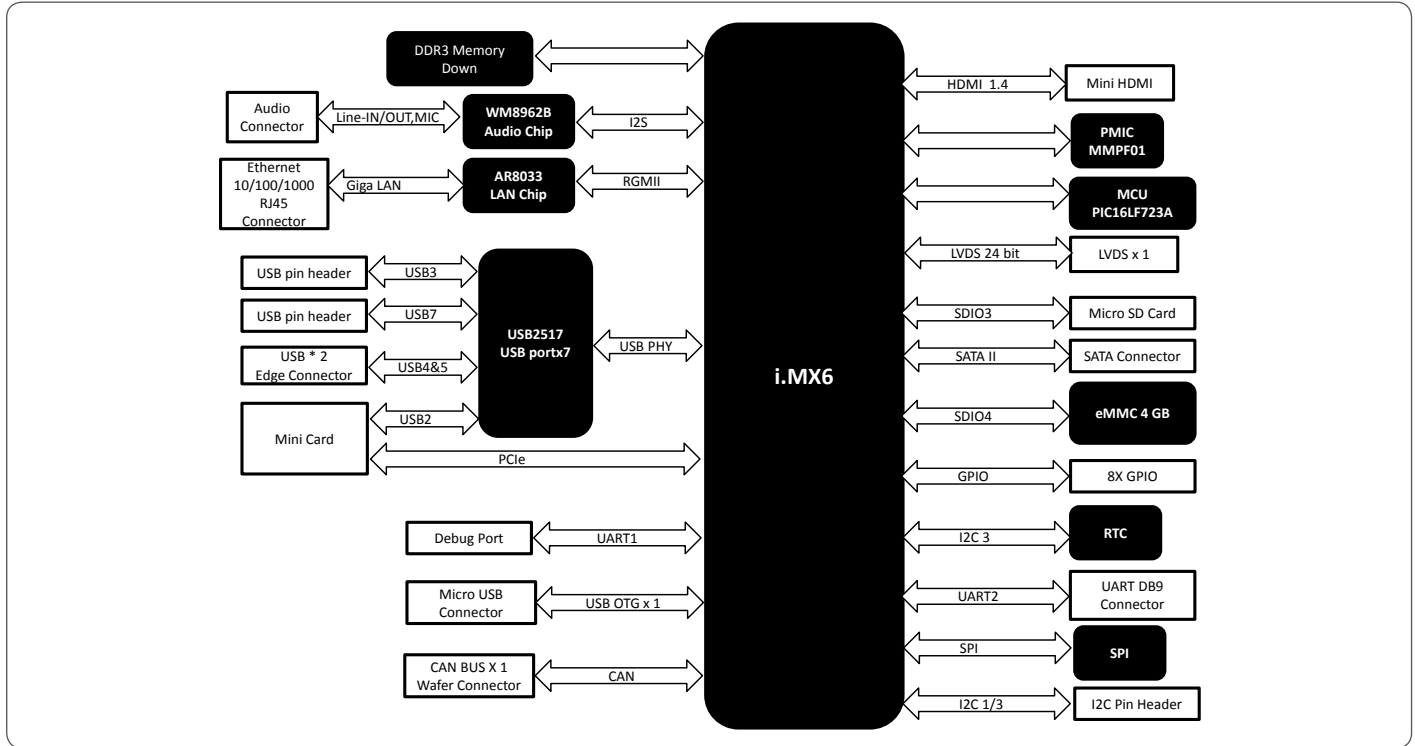 DDR3 Memory
Down
Audio
Connector
Line-IN/OUT,MIC
WM8962B
Audio Chip
I2S
Ethernet
10/100/1000
RJ45
Connector
Giga LAN
AR8033
LAN Chip
RGMII
USB pin header
USB3
USB pin header
USB7
USB * 2
Edge Connector
USB4&5
Mini Card
USB2
USB2517
USB portx7
USB PHY
PCIe
Debug Port
UART1
Micro USB
Connector
USB OTG x 1
CAN BUS X 1
Wafer Connector
CAN
i.MX6
HDMI 1.4
Mini HDMI
PMIC
MMPF01
MCU
PIC16LF723A
LVDS 24 bit
LVDS x 1
SDIO3
Micro SD Card
SATA II
SATA Connector
SDIO4
eMMC 4 GB
GPIO
8X GPIO
I2C 3
RTC
UART2
UART DB9
Connector
SPI
SPI
I2C 1/3
I2C Pin Header